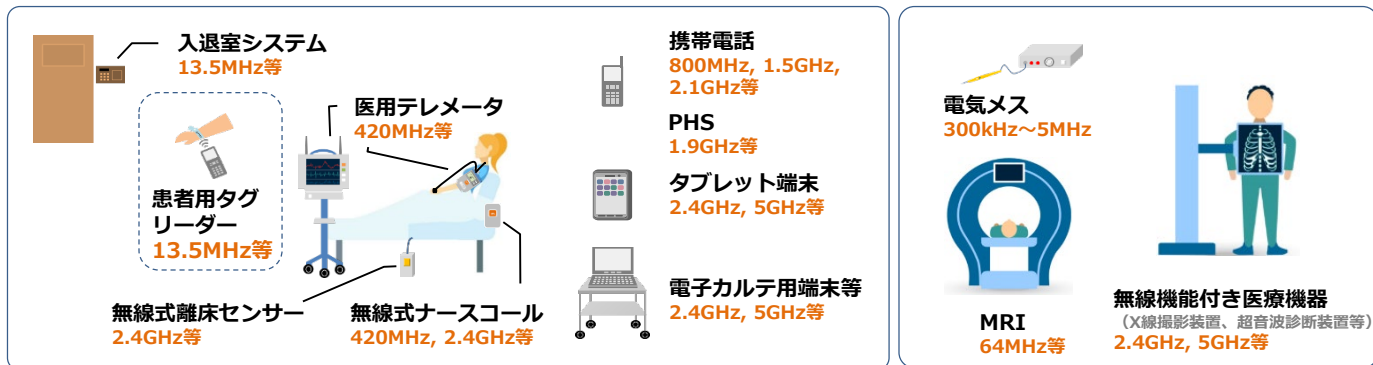 入退室システム
13.5MHz等
患者用タグ
リーダー
13.5MHz等
医用テレメータ
420MHz等
無線式離床センサー
2.4GHz等
無線式ナースコール
420MHz, 2.4GHz等
携帯電話
800MHz, 1.5GHz,
2.1GHz等
PHS
1.9GHz等
タブレット端末
2.4GHz, 5GHz等
電子カルテ用端末等
2.4GHz, 5GHz等
電気メス
300kHz～5MHz
MRI
64MHz等
無線機能付き医療機器
（X線撮影装置、超音波診断装置等）
2.4GHz, 5GHz等